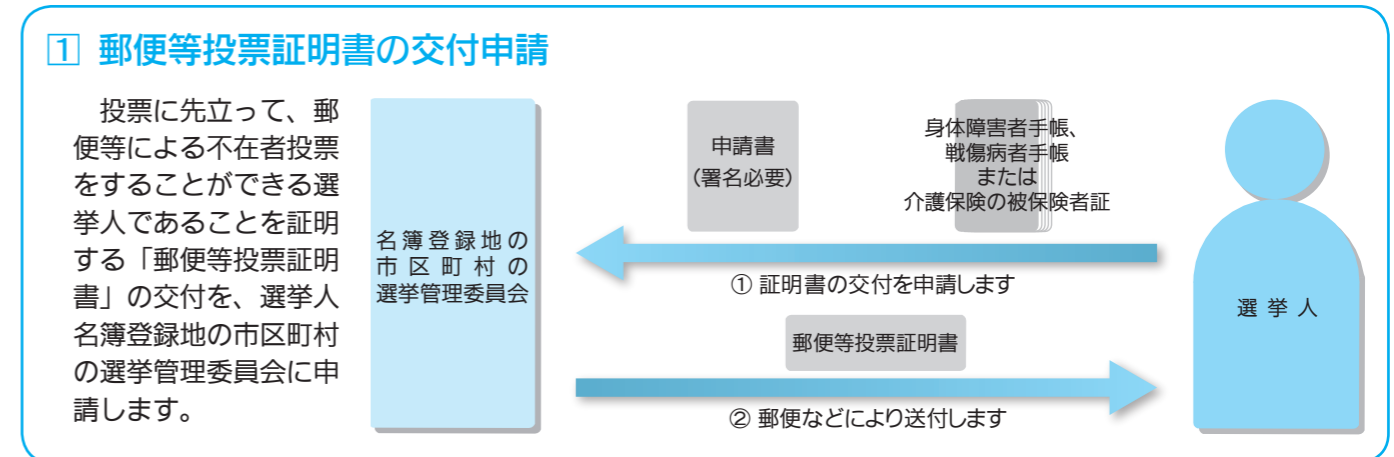 1 郵便等投票証明書の交付申請
投票に先立って、郵
便等による不在者投票
をすることができる選
挙人であることを証明
する「郵便等投票証明
書」の交付を、選挙人
名簿登録地の市区町村
の選挙管理委員会に申
請します。
名簿登録地の
市区町村の
選挙管理委員会
申請書
(署名必要)
身体障害者手帳、
戦傷病者手帳
または
介護保険の被保険者証
① 証明書の交付を申請します
郵便等投票証明書
② 郵便などにより送付します
選挙人